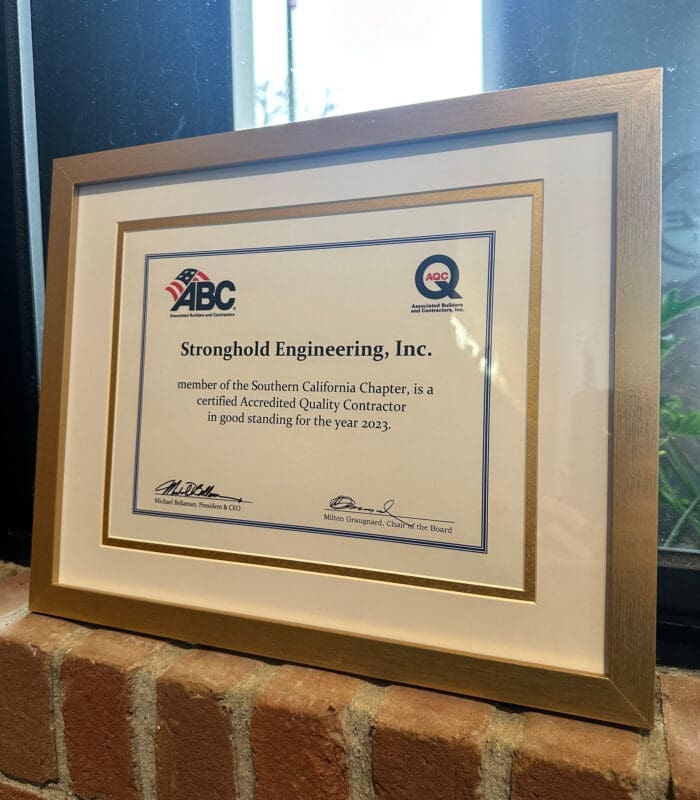 ABC
Associated Builders and Contractors
AQC
Associated Builders
and Contractors, Inc.
Stronghold Engineering, Inc.
member of the Southern California Chapter, is a
certified Accredited Quality Contractor
in good standing for the year 2023.
Michael Bellaman, President & CEO
Milton Graugnard, Chair of the Board